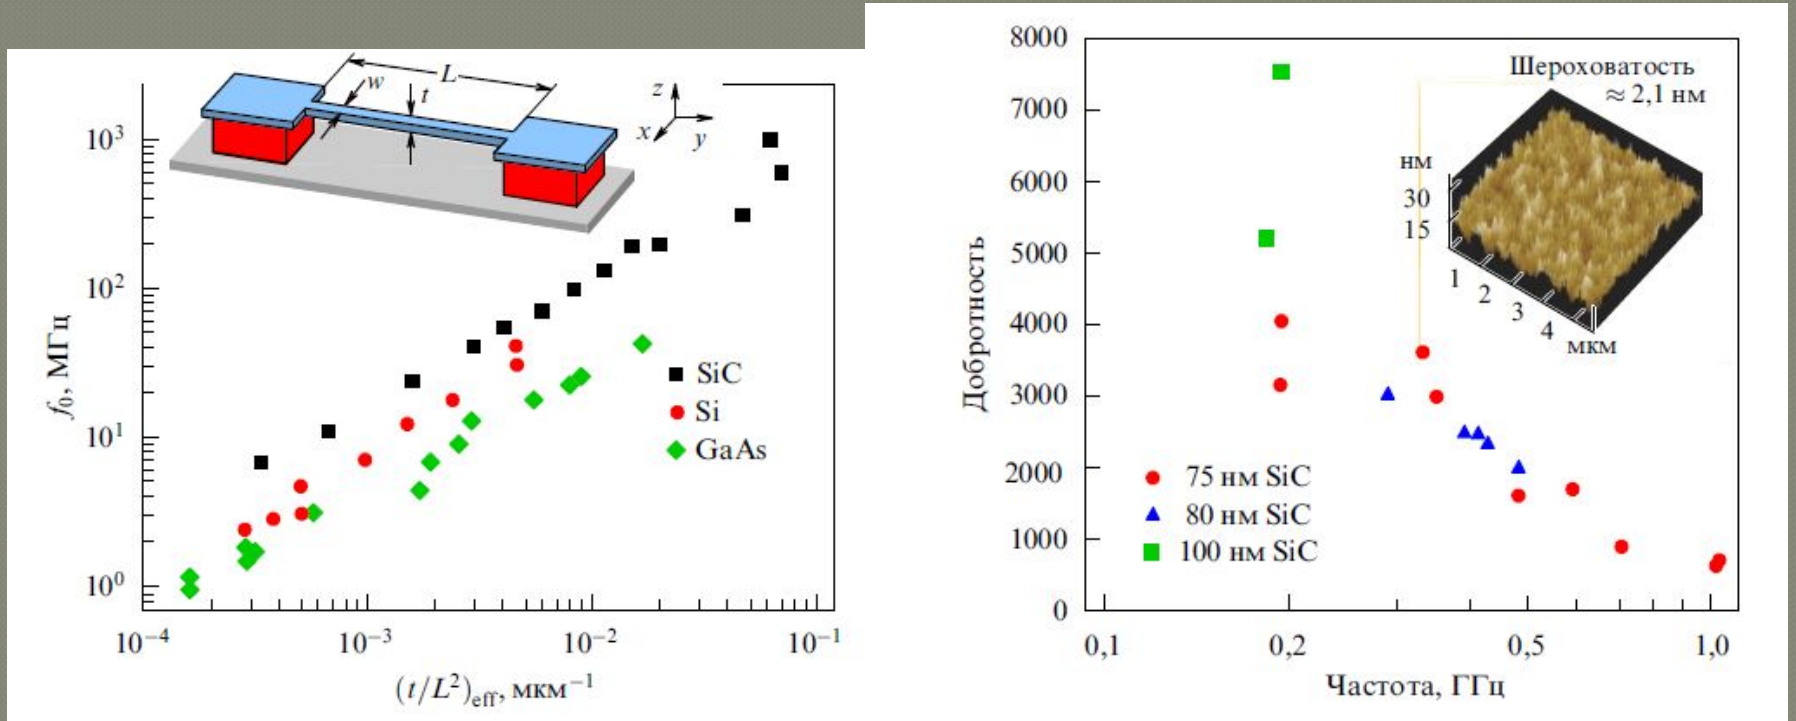 L
w
t
z
x
y
10³
10²
10¹
10⁰
f₀, МГц
SiC
Si
GaAs
10⁻⁴
10⁻³
10⁻²
10⁻¹
(t/L²)eff, мкм⁻¹
8000
7000
6000
5000
4000
3000
2000
1000
0
Добротность
Шероховатость
≈ 2,1 нм
нм
30
15
1
2
3
4
мкм
75 нм SiC
80 нм SiC
100 нм SiC
0,1
0,2
0,5
1,0
Частота, ГГц